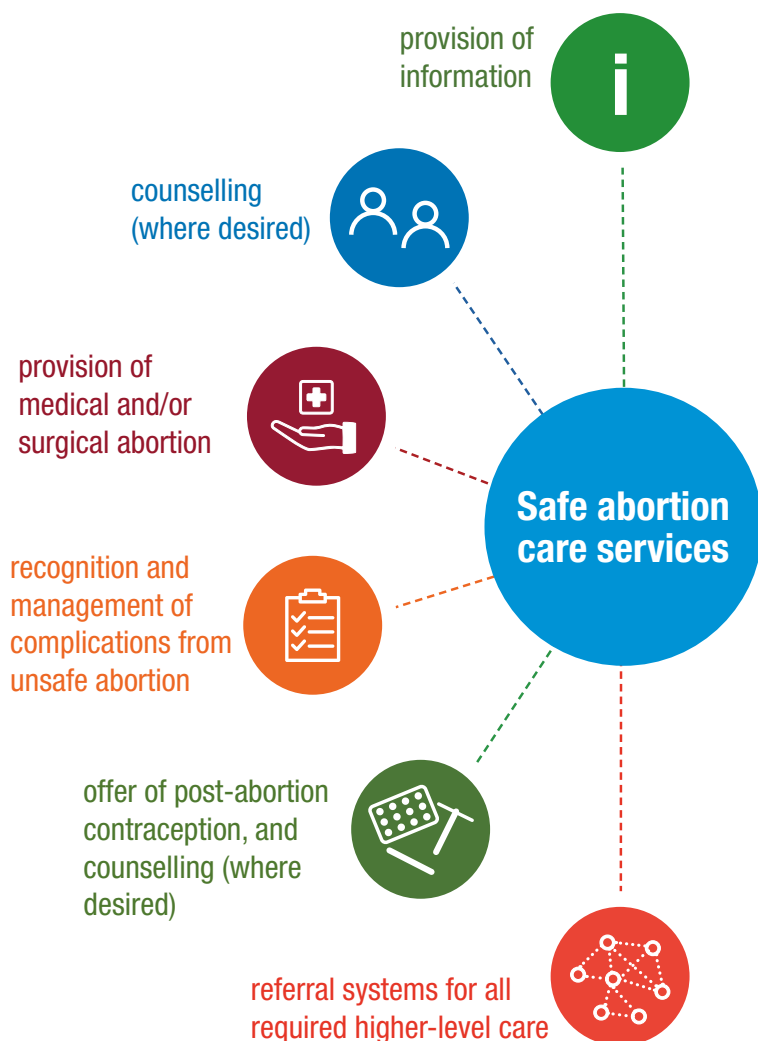 provision of
information
i
counselling
(where desired)
provision of
medical and/or
surgical abortion
Safe abortion
care services
recognition and
management of
complications from
unsafe abortion
offer of post-abortion
contraception, and
counselling (where
desired)
referral systems for all
required higher-level care